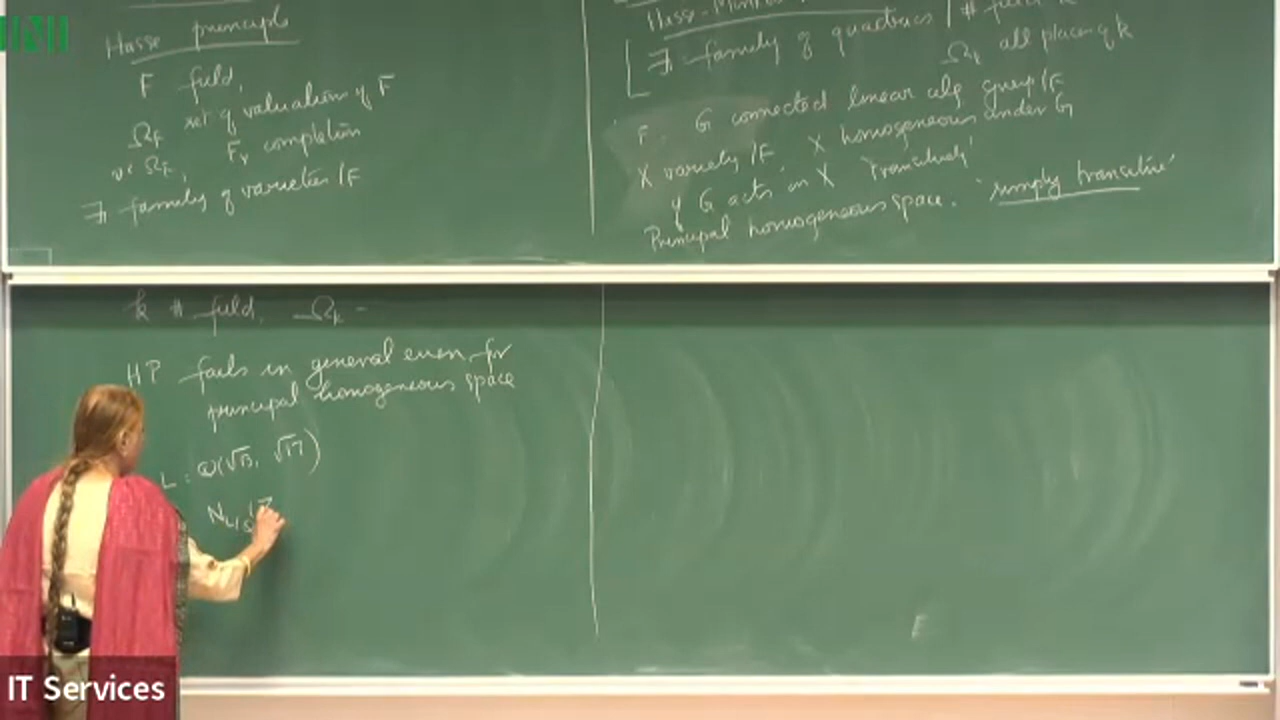 Hasse principle
F field,
Ω_F set of valuation of F
v ∈ Ω_F, F_v completion
∃ family of varieties /F
Hasse-
[ ∃ family of quadrics / # field k
Ω_k all places of k
F. G connected linear alg group /F
X variety /F X homogeneous under G
if G acts on X 'transitively'
Principal homogeneous space. 'simply transitive'
k # field, Ω_k -
HP fails in general even for
principal homogeneous space
L = Q(√13, √17)
N_L/
IT Services